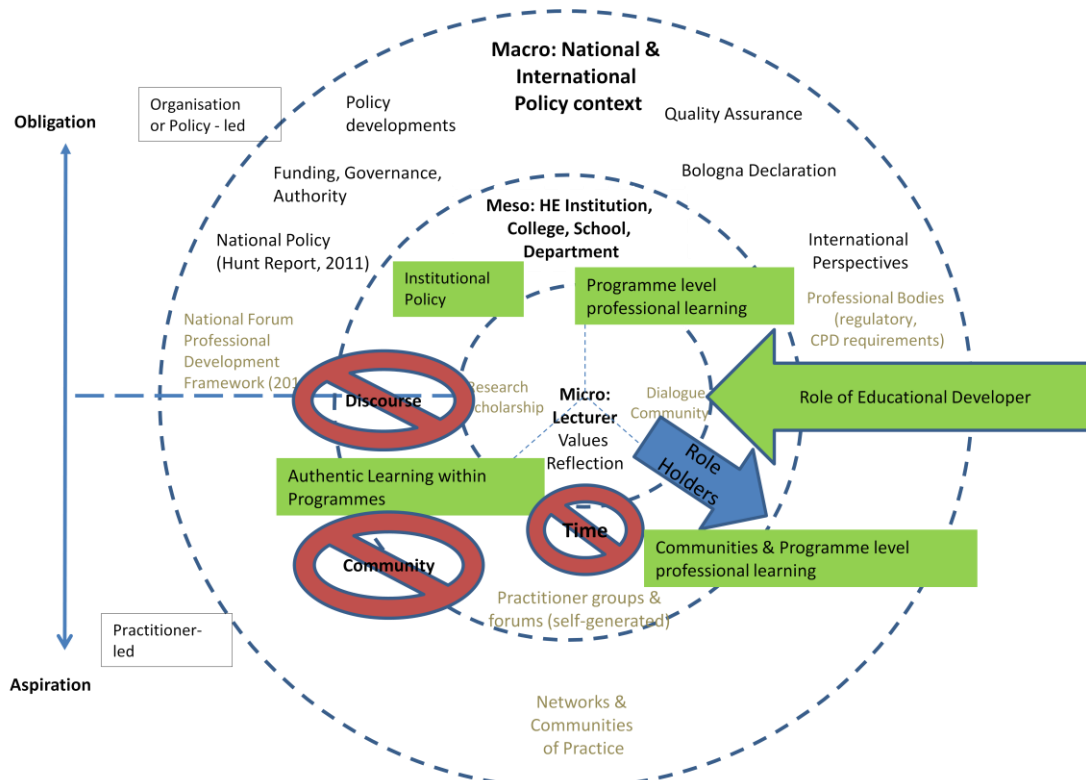 Macro: National &
International
Policy context
Organisation
or Policy - led
Policy
developments
Quality Assurance
Obligation
Funding, Governance,
Authority
Bologna Declaration
Meso: HE Institution,
College, School,
Department
National Policy
(Hunt Report, 2011)
International
Perspectives
Institutional
Policy
Programme level
professional learning
National Forum
Professional
Development
Framework (201
Professional Bodies
(regulatory,
CPD requirements)
Discourse
Research
Scholarship
Micro:
Lecturer
Values
Reflection
Dialogue
Community
Role of Educational Developer
Role
Holders
Authentic Learning within
Programmes
Time
Community
Communities & Programme level
professional learning
Practitioner groups &
forums (self-generated)
Practitioner-
led
Aspiration
Networks &
Communities
of Practice